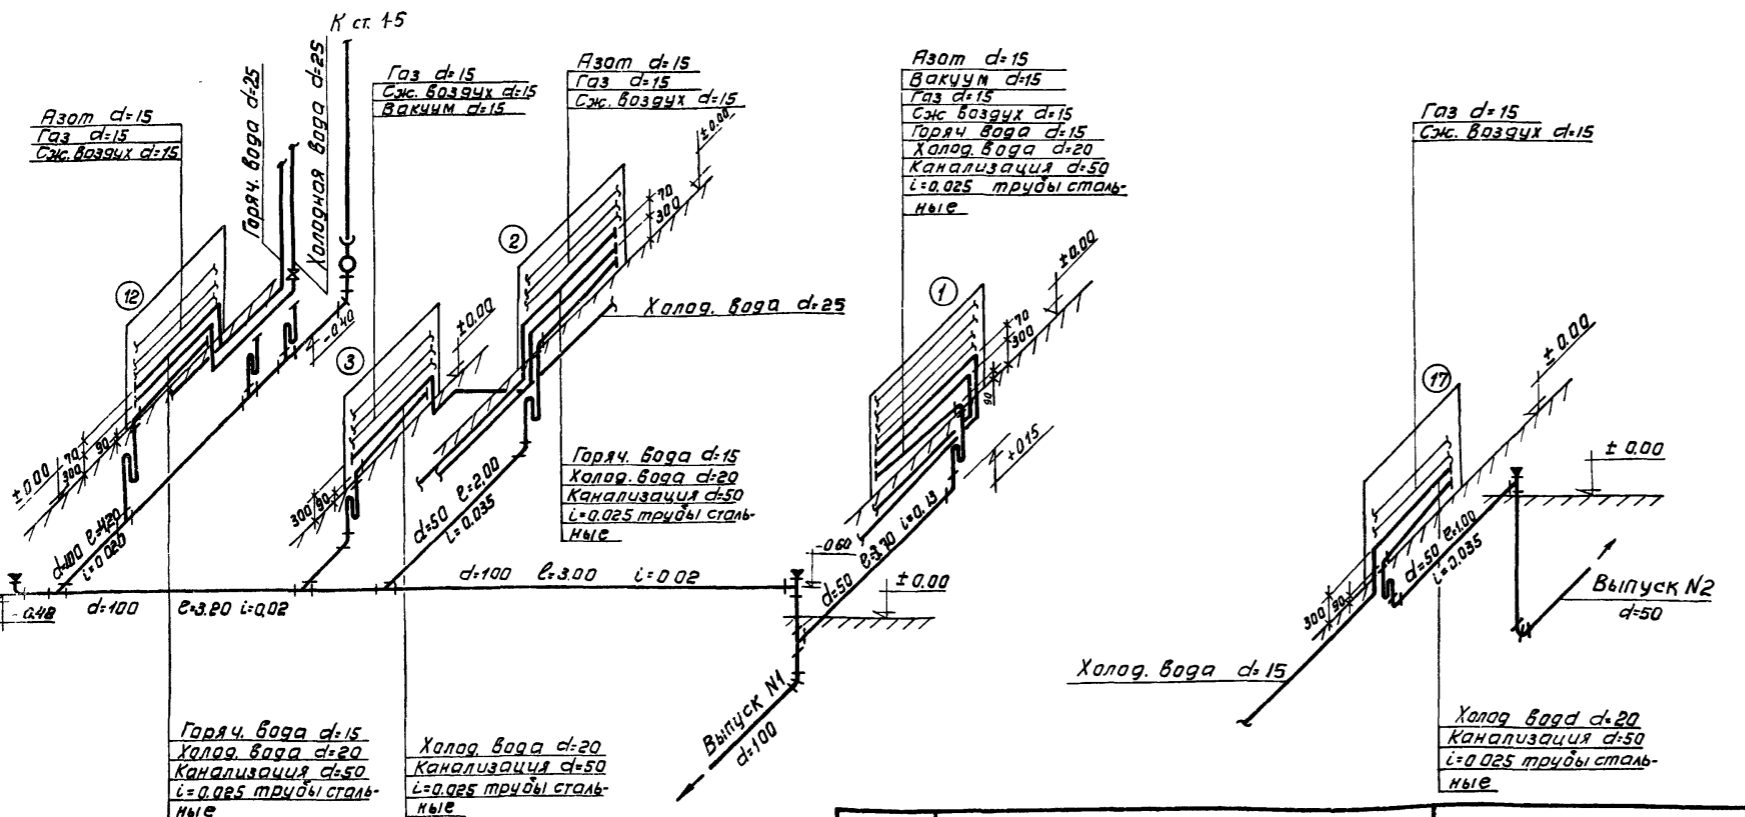 К ст. 1-5
Азот d=15
Газ d=15
Сж. воздух d=15
Горяч. вода d=25
Холодная вода d=25
Газ d=15
Сж. воздух d=15
Вакуум d=15
Азот d=15
Газ d=15
Сж. воздух d=15
±0.00
70
300
2
Холод. вода d=25
Азот d=15
Вакуум d=15
Газ d=15
Сж воздух d=15
Горяч вода d=15
Холод. вода d=20
Канализация d=50
i=0,025 трубы сталь-
ные
Газ d=15
Сж. воздух d=15
12
-0.40
3
±0.00
±0.00
70
300
90
300
90
1
±0.00
70
300
90
±0.15
17
±0.00
±0.00
300
90
d=100 l=4,20
i=0.020
d=50 l=2,00
i=0.035
Горяч. вода d=15
Холод. вода d=20
Канализация d=50
i=0.025 трубы сталь-
ные
-0.60
d=50 l=3.70 i=0.13
±0.00
d=50 l=1.00
i=0.035
Выпуск N2
d=50
-0,48
d=100 l=3.20 i=0,02
d=100 l=3.00 i=0.02
Выпуск N1
d=100
Холод. вода d=15
Горяч. вода d=15
Холод. вода d=20
Канализация d=50
i=0.025 трубы сталь-
ные
Холод. вода d=20
Канализация d=50
i=0.025 трубы сталь-
ные
Холод вода d=20
Канализация d=50
i=0.025 трубы сталь-
ные